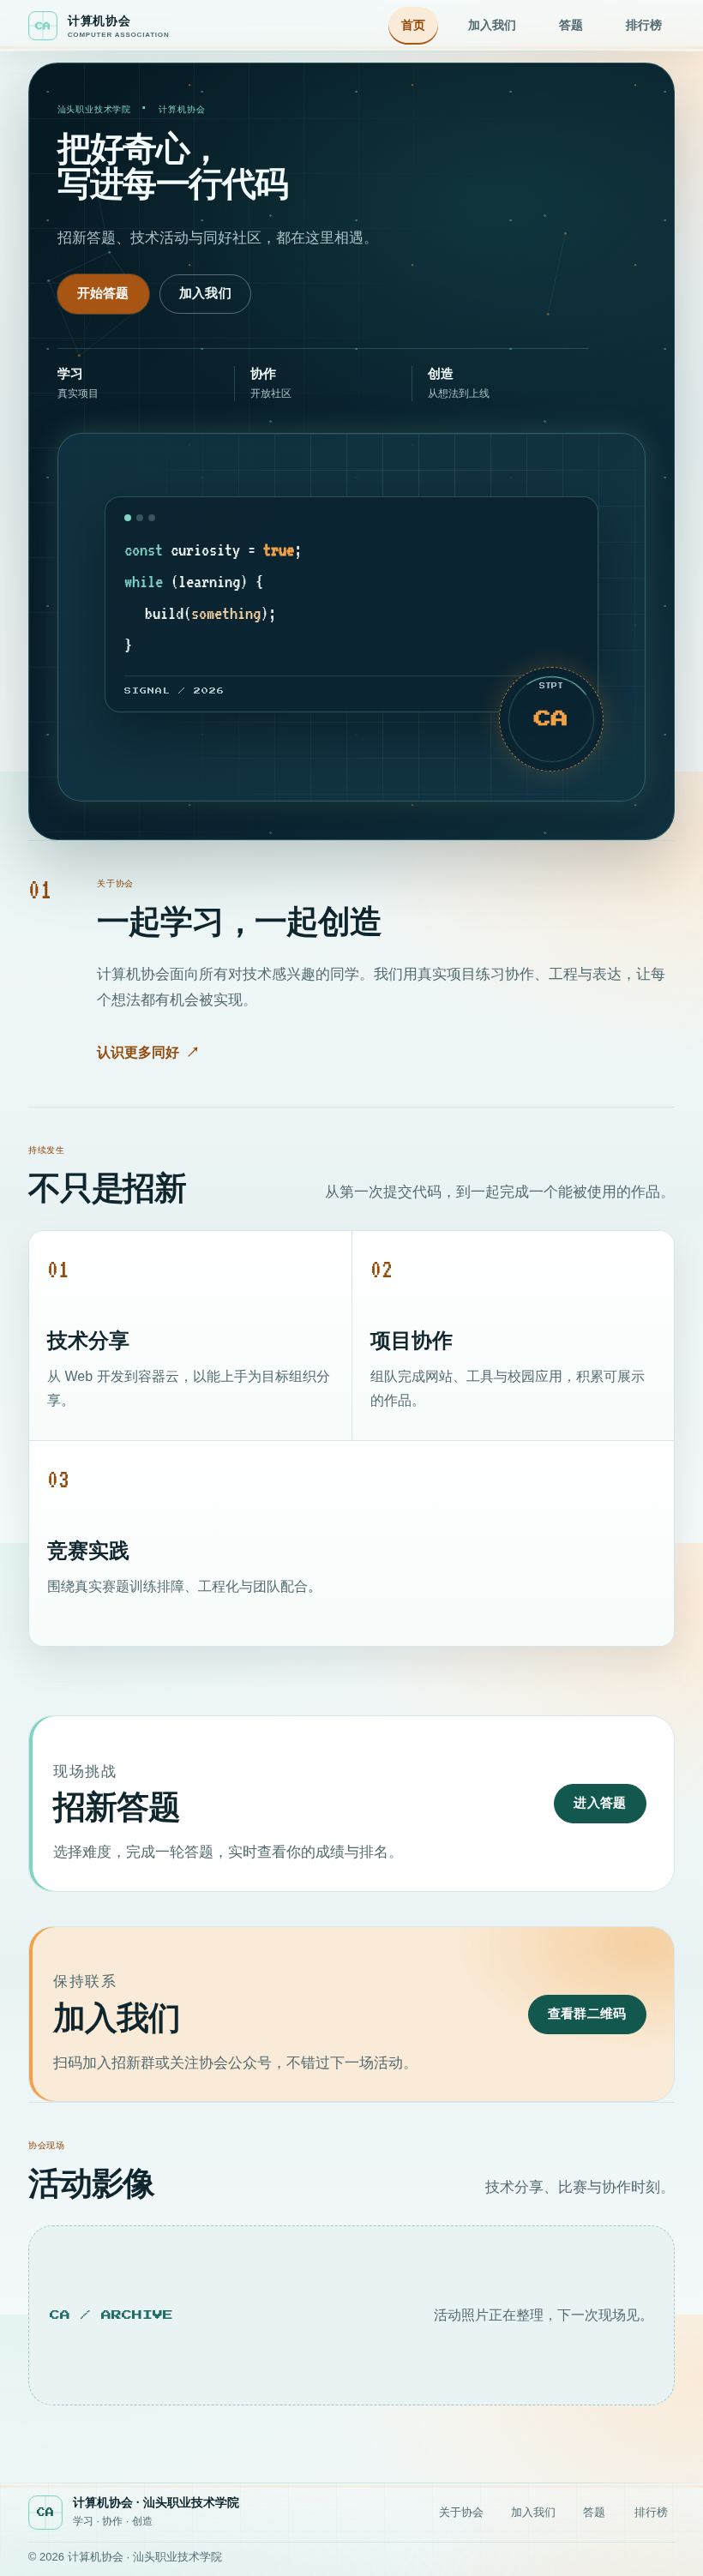 CA 计算机协会
COMPUTER ASSOCIATION
首页 加入我们 答题 排行榜
汕头职业技术学院 · 计算机协会
把好奇心，
写进每一行代码
招新答题、技术活动与同好社区，都在这里相遇。
开始答题 加入我们
学习 协作 创造
真实项目 开放社区 从想法到上线
const curiosity = true;
while (learning) {
build(something);
}
SIGNAL / 2026
STPT
CA
01
关于协会
一起学习，一起创造
计算机协会面向所有对技术感兴趣的同学。我们用真实项目练习协作、工程与表达，让每
个想法都有机会被实现。
认识更多同好 ↗
持续发生
不只是招新
从第一次提交代码，到一起完成一个能被使用的作品。
01
技术分享
从 Web 开发到容器云，以能上手为目标组织分
享。
02
项目协作
组队完成网站、工具与校园应用，积累可展示
的作品。
03
竞赛实践
围绕真实赛题训练排障、工程化与团队配合。
现场挑战
招新答题
选择难度，完成一轮答题，实时查看你的成绩与排名。
进入答题
保持联系
加入我们
扫码加入招新群或关注协会公众号，不错过下一场活动。
查看群二维码
协会现场
活动影像
技术分享、比赛与协作时刻。
CA / ARCHIVE
活动照片正在整理，下一次现场见。
CA 计算机协会 · 汕头职业技术学院
学习 · 协作 · 创造
关于协会 加入我们 答题 排行榜
© 2026 计算机协会 · 汕头职业技术学院